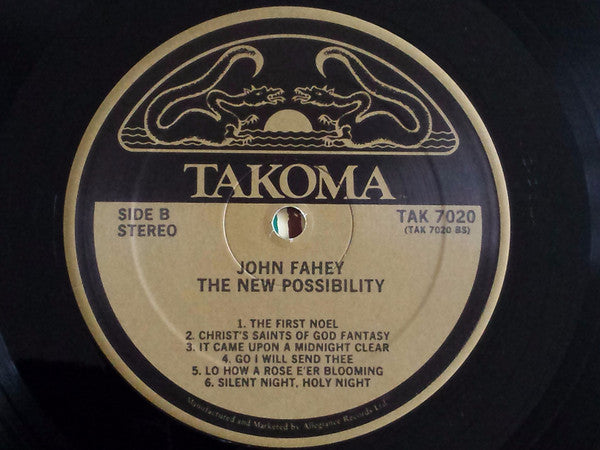 TAKOMA
SIDE B
STEREO
TAK 7020
(TAK 7020 BS)
JOHN FAHEY
THE NEW POSSIBILITY
1. THE FIRST NOEL
2. CHRIST'S SAINTS OF GOD FANTASY
3. IT CAME UPON A MIDNIGHT CLEAR
4. GO I WILL SEND THEE
5. LO HOW A ROSE E'ER BLOOMING
6. SILENT NIGHT, HOLY NIGHT
Manufactured and Marketed by Allegiance Records Ltd.